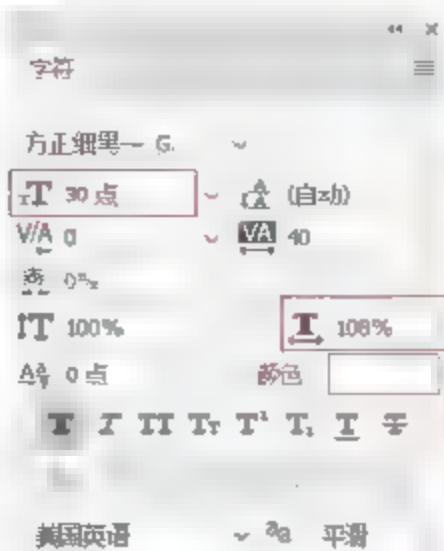 字符
方正细黑一 G.
30 点 (自动)
V/A 0 VA 40
0%
100% 108%
0 点 颜色
T T TT Tт T¹ T₁ T T
美国英语 aa 平滑